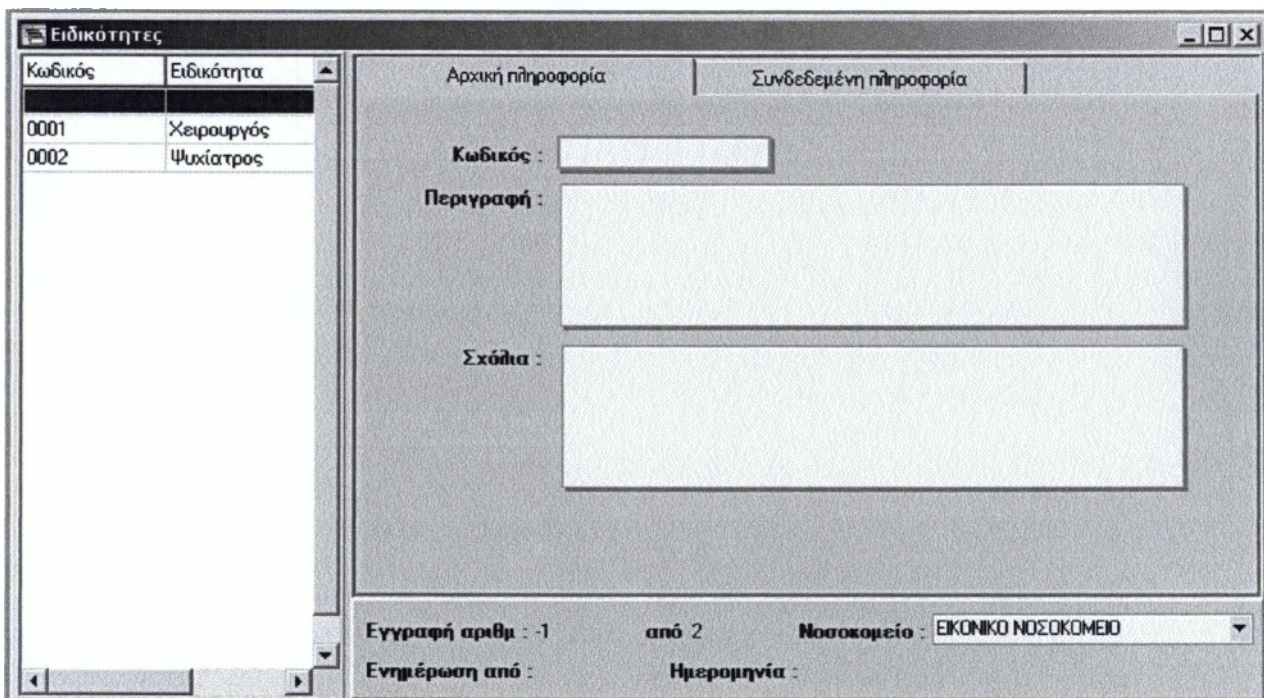 Ειδικότητες
Κωδικός Ειδικότητα
0001 Χειρουργός
0002 Ψυχίατρος
Αρχική πληροφορία Συνδεδεμένη πληροφορία
Κωδικός :
Περιγραφή :
Σχόλια :
Εγγραφή αριθμ : -1 από 2 Νοσοκομείο : ΕΙΚΟΝΙΚΟ ΝΟΣΟΚΟΜΕΙΟ
Ενημέρωση από : Ημερομηνία :